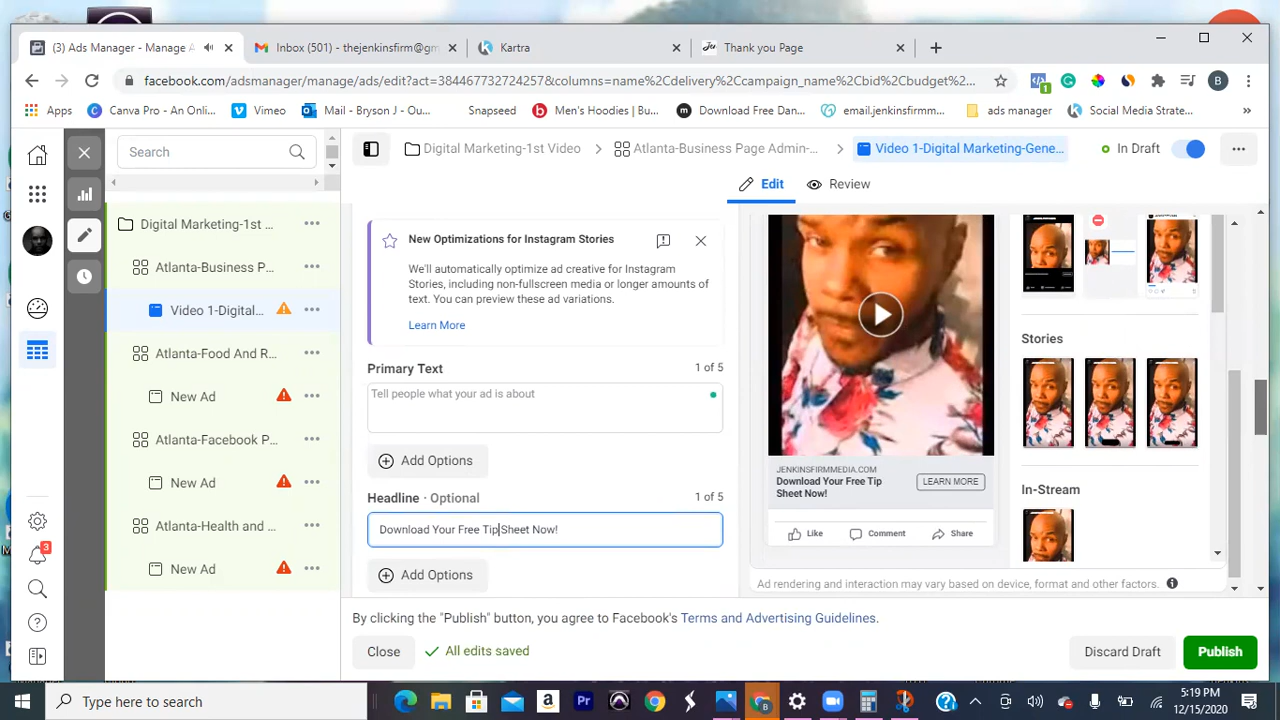 (3) Ads Manager - Manage A
Inbox (501) - thejenkinsfirm@gm
Kartra
Thank you Page
facebook.com/adsmanager/manage/ads/edit?act=384467732724257&columns=name%2Cdelivery%2Ccampaign_name%2Cbid%2Cbudget%2C...
B
Apps
Canva Pro - An Onli...
Vimeo
Mail - Bryson J - Ou...
Snapseed
Men's Hoodies | Bu...
Download Free Dan...
email.jenkinsfirmm...
ads manager
Social Media Strate...
»
Search
Digital Marketing-1st Video
Atlanta-Business Page Admin-...
Video 1-Digital Marketing-Gene...
In Draft
Edit
Review
Digital Marketing-1st ...
Atlanta-Business P...
Video 1-Digital...
Atlanta-Food And R...
New Ad
Atlanta-Facebook P...
New Ad
Atlanta-Health and ...
New Ad
3
New Optimizations for Instagram Stories
We'll automatically optimize ad creative for Instagram
Stories, including non-fullscreen media or longer amounts of
text. You can preview these ad variations.
Learn More
Primary Text
1 of 5
Tell people what your ad is about
Add Options
Headline · Optional
1 of 5
Download Your Free Tip Sheet Now!
Add Options
JENKINSFIRMMEDIA.COM
Download Your Free Tip
Sheet Now!
LEARN MORE
Like
Comment
Share
Stories
In-Stream
Ad rendering and interaction may vary based on device, format and other factors.
By clicking the "Publish" button, you agree to Facebook's Terms and Advertising Guidelines.
Close
All edits saved
Discard Draft
Publish
Type here to search
5:19 PM
12/15/2020